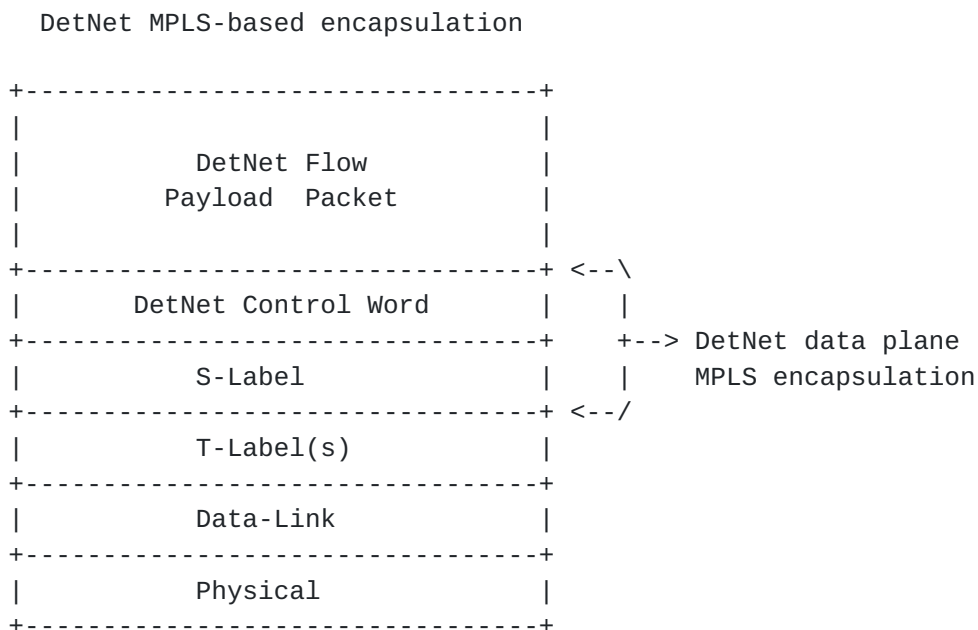 DetNet MPLS-based encapsulation
+---------------------------------+
|                                 |
|           DetNet Flow           |
|         Payload  Packet         |
|                                 |
+---------------------------------+ <--\
|       DetNet Control Word       |    |
+---------------------------------+    +--> DetNet data plane
|           S-Label               |    |    MPLS encapsulation
+---------------------------------+ <--/
|           T-Label(s)            |
+---------------------------------+
|           Data-Link             |
+---------------------------------+
|           Physical              |
+---------------------------------+